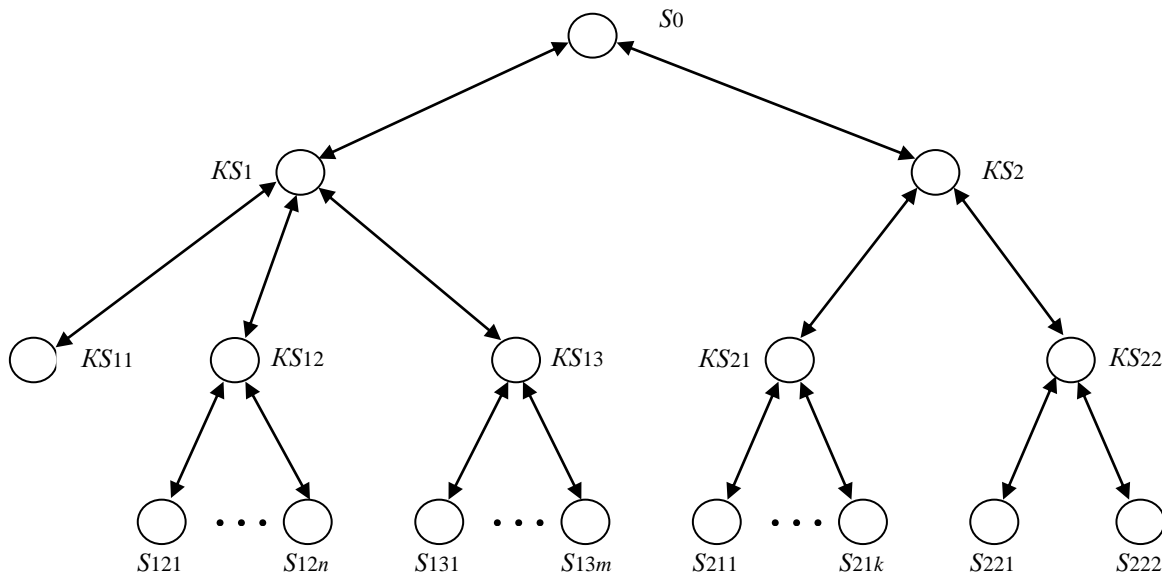 S0
KS1
KS2
KS11
KS12
KS13
KS21
KS22
. . . .
. . . .
. . . .
S121
S12n
S131
S13m
S211
S21k
S221
S222